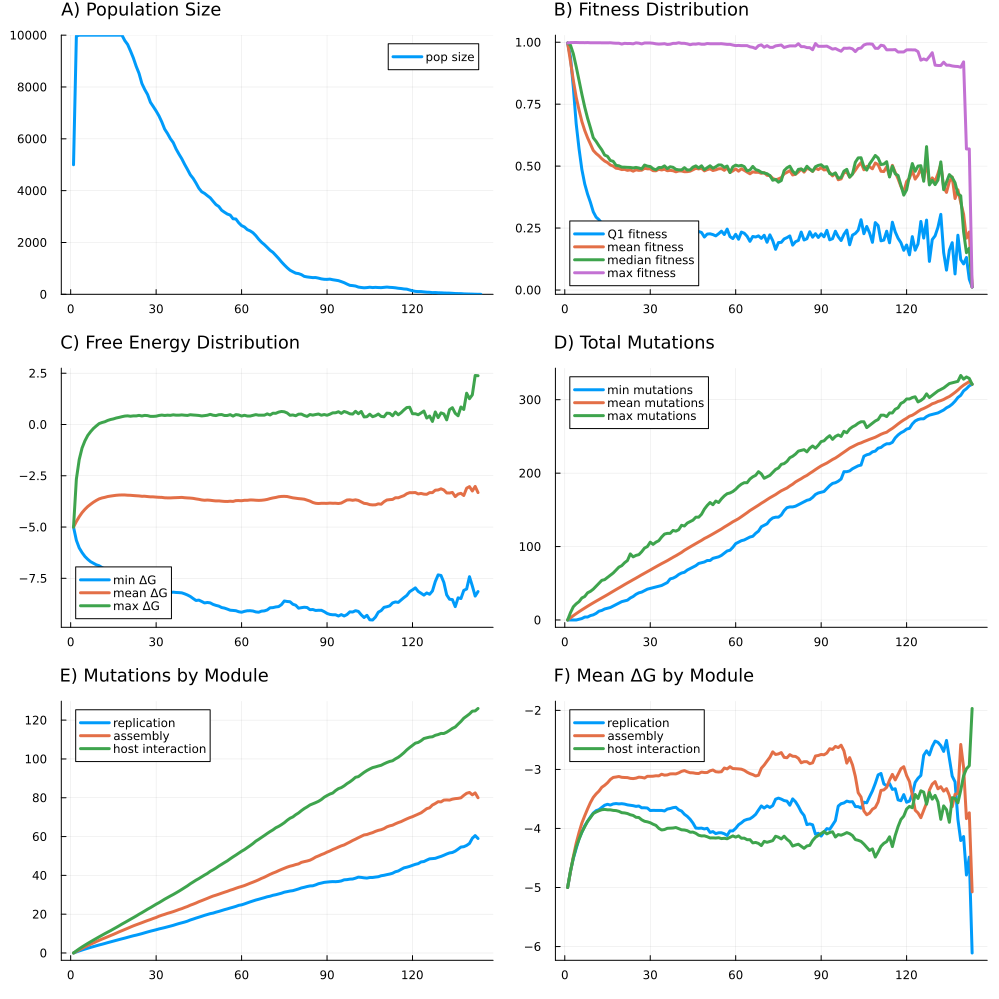 A) Population Size
10000
8000
6000
4000
2000
0
0 30 60 90 120
pop size
B) Fitness Distribution
1.00
0.75
0.50
0.25
0.00
0 30 60 90 120
Q1 fitness
mean fitness
median fitness
max fitness
C) Free Energy Distribution
2.5
0.0
−2.5
−5.0
−7.5
0 30 60 90 120
min ΔG
mean ΔG
max ΔG
D) Total Mutations
300
200
100
0
0 30 60 90 120
min mutations
mean mutations
max mutations
E) Mutations by Module
120
100
80
60
40
20
0
0 30 60 90 120
replication
assembly
host interaction
F) Mean ΔG by Module
−2
−3
−4
−5
−6
0 30 60 90 120
replication
assembly
host interaction